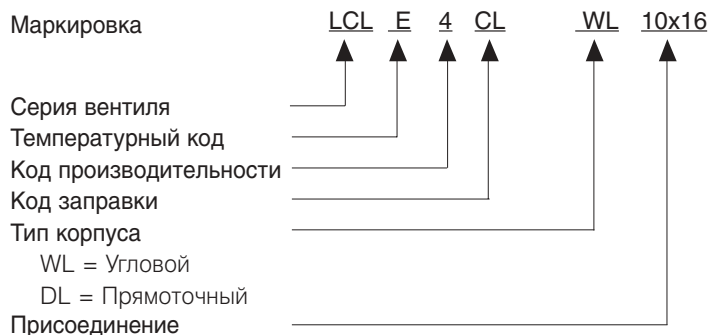 Маркировка LCL E 4 CL WL 10x16
Серия вентиля
Температурный код
Код производительности
Код заправки
Тип корпуса
WL = Угловой
DL = Прямоточный
Присоединение